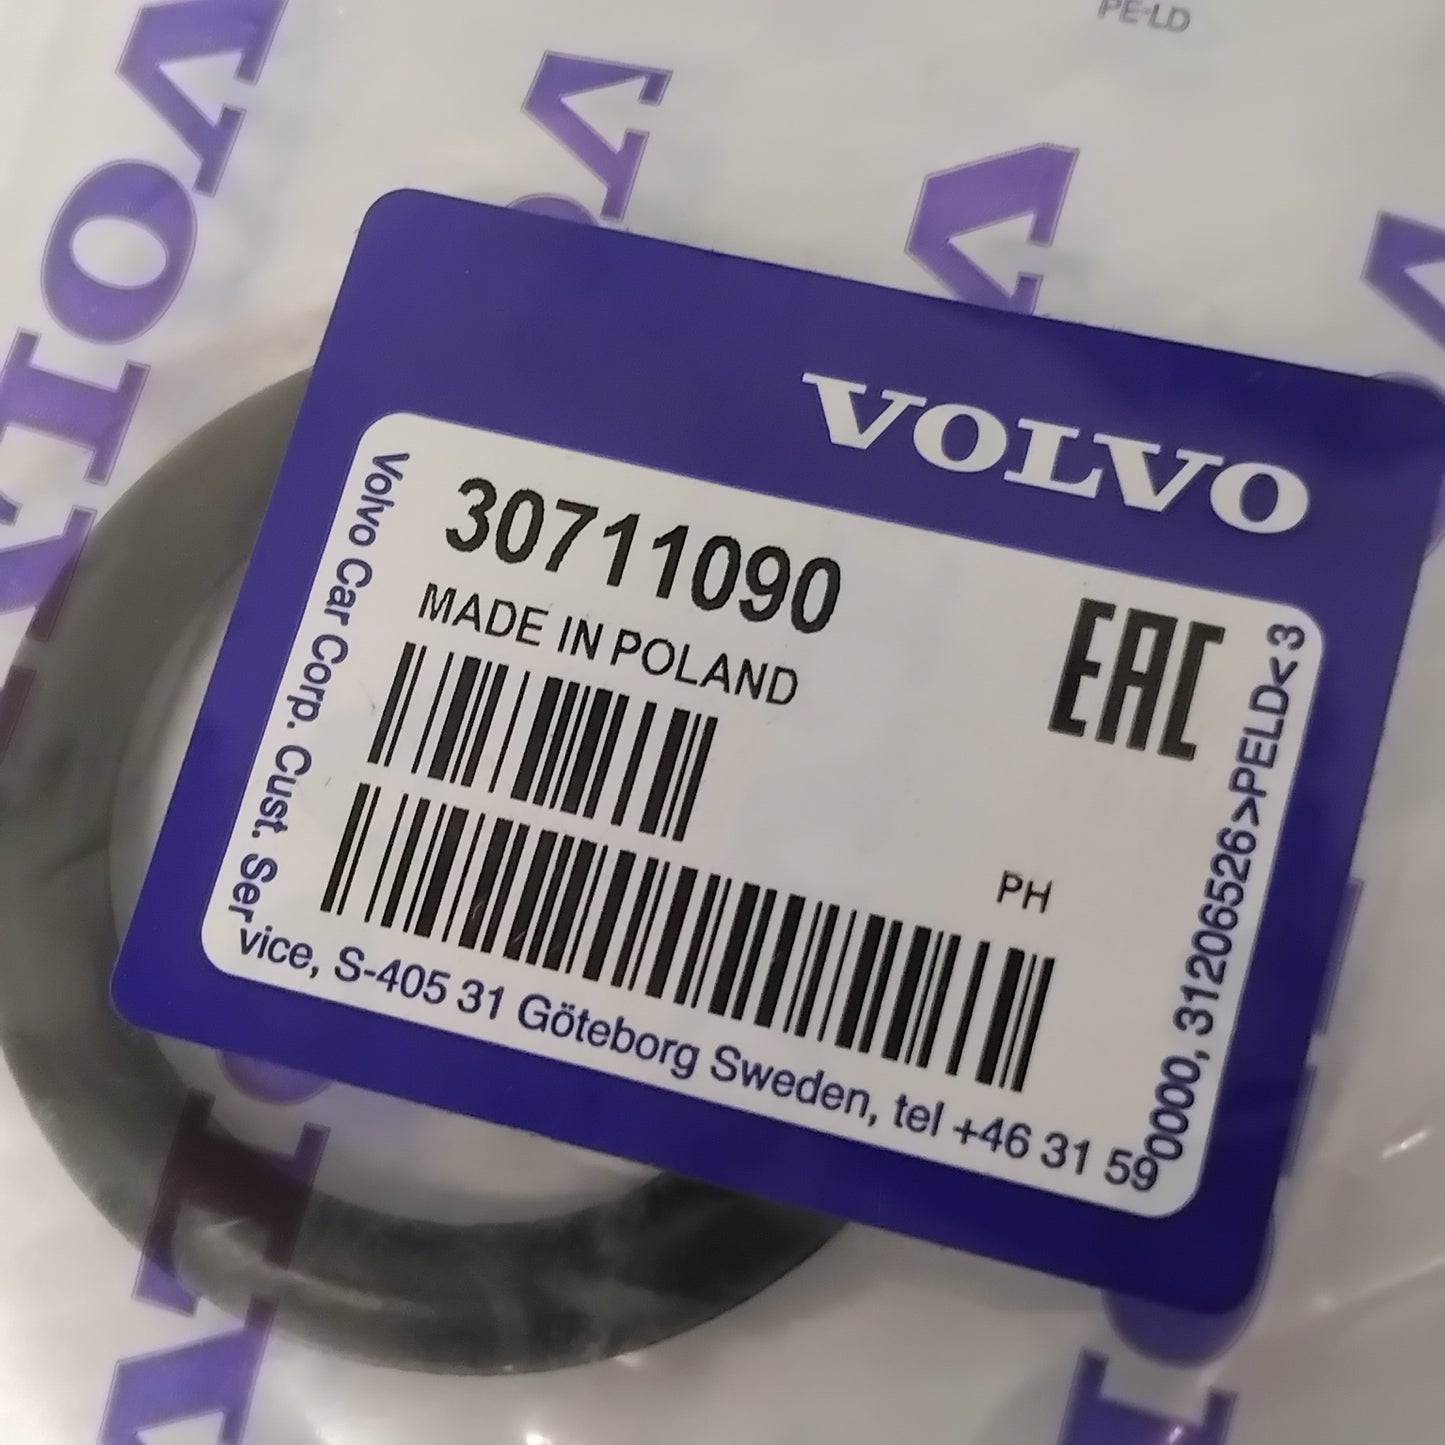 PE-LD
VOLVO
30711090
MADE IN POLAND
EAC
PH
Volvo Car Corp. Cust. Service, S-405 31 Göteborg Sweden, tel +46 31 590000, 31206526>PELD<3
VOLVO